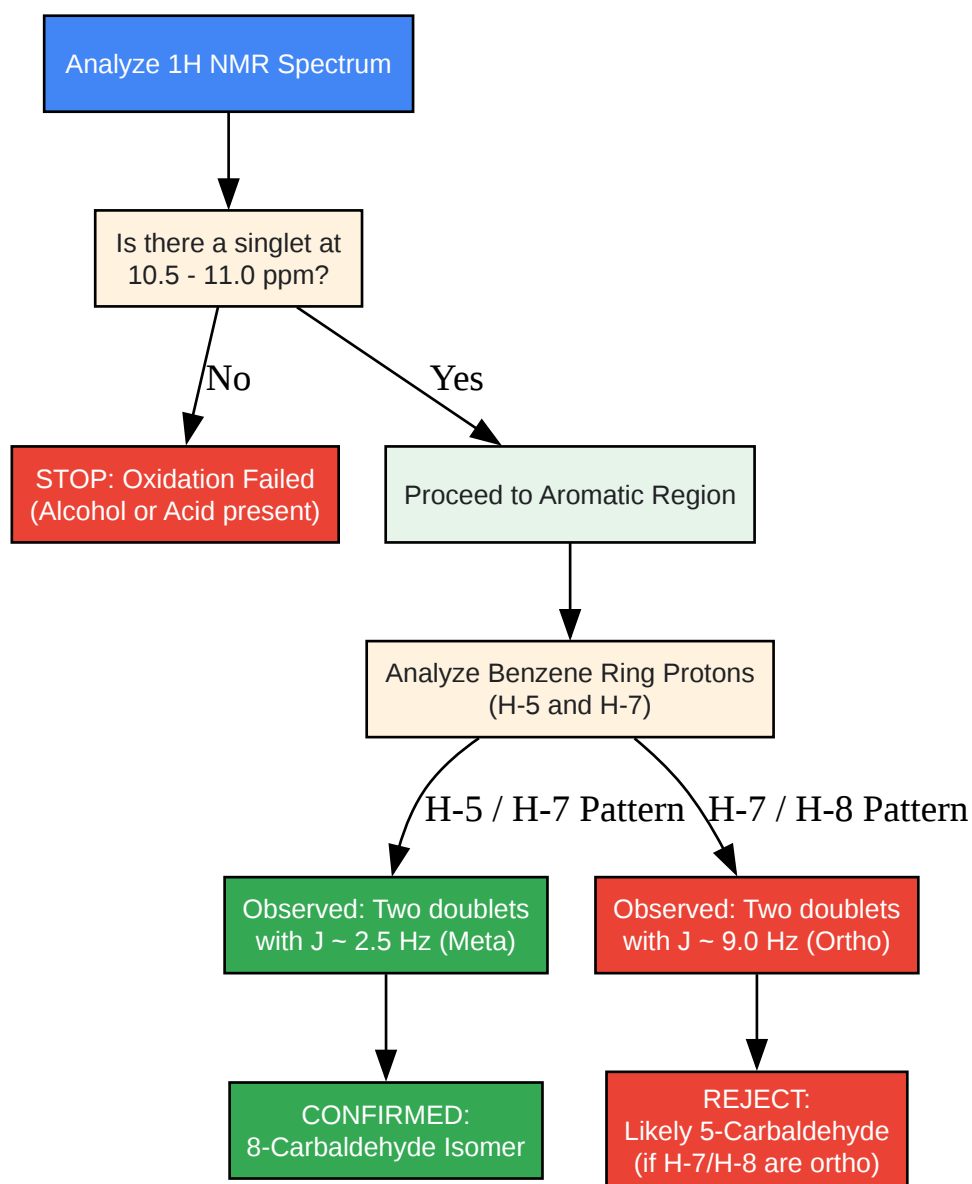 Analyze 1H NMR Spectrum
Is there a singlet at
10.5 - 11.0 ppm?
No
Yes
STOP: Oxidation Failed
(Alcohol or Acid present)
Proceed to Aromatic Region
Analyze Benzene Ring Protons
(H-5 and H-7)
H-5 / H-7 Pattern
H-7 / H-8 Pattern
Observed: Two doublets
with J ~ 2.5 Hz (Meta)
Observed: Two doublets
with J ~ 9.0 Hz (Ortho)
CONFIRMED:
8-Carbaldehyde Isomer
REJECT:
Likely 5-Carbaldehyde
(if H-7/H-8 are ortho)